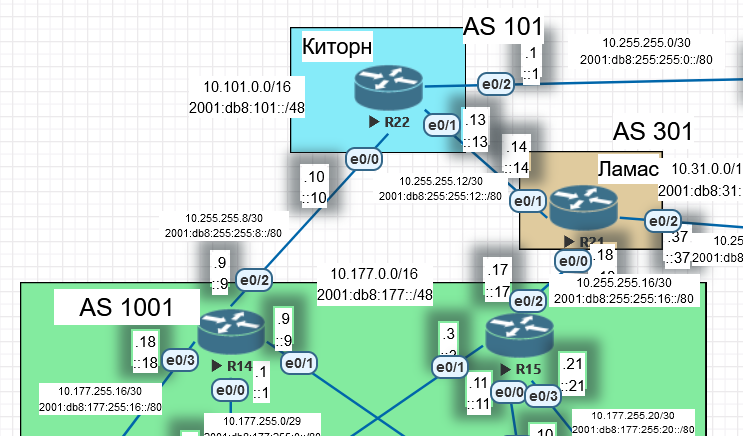 AS 101
Киторн
10.255.255.0/30
2001:db8:255:255:0::/80
.1
::1
e0/2
10.101.0.0/16
2001:db8:101::/48
R22
e0/1
.13
::13
AS 301
e0/0
.14
::14
Ламас
10.31.0.0/1
2001:db8:31:
.10
::10
10.255.255.12/30
2001:db8:255:255:12::/80
e0/1
e0/2
10.255.255.8/30
2001:db8:255:255:8::/80
R21
.37
::37
10.25
2001:db8
.9
::9
e0/2
10.177.0.0/16
2001:db8:177::/48
.17
::17
e0/0
.18
e0/2
10.255.255.16/30
2001:db8:255:255:16::/80
AS 1001
.18
::18
e0/3
R14
.9
::9
e0/1
.3
e0/1
R15
.21
::21
.1
::1
e0/0
.11
::11
e0/0
e0/3
10.177.255.16/30
2001:db8:177:255:16::/80
10.177.255.0/29
2001:db8:177:255:0::/80
10.177.255.20/30
2001:db8:177:255:20::/80
.10